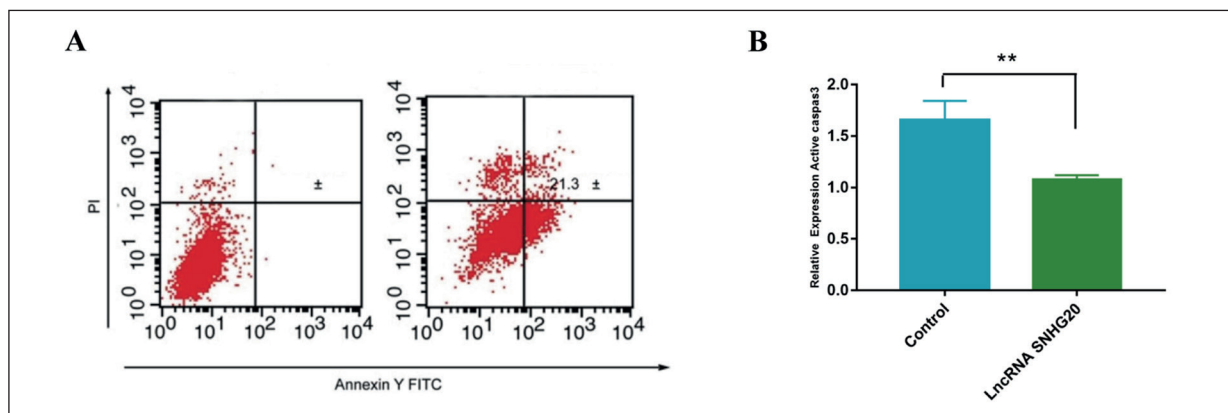 A
PI
10⁴
10³
10²
10¹
10⁰
±
10⁰ 10¹ 10² 10³ 10⁴
10⁴
10³
10²
10¹
10⁰
21.3 ±
10⁰ 10¹ 10² 10³ 10⁴
Annexin Y FITC
B
**
Relative Expression Active caspas3
2.0
1.5
1.0
0.5
0.0
Control
LncRNA SNHG20